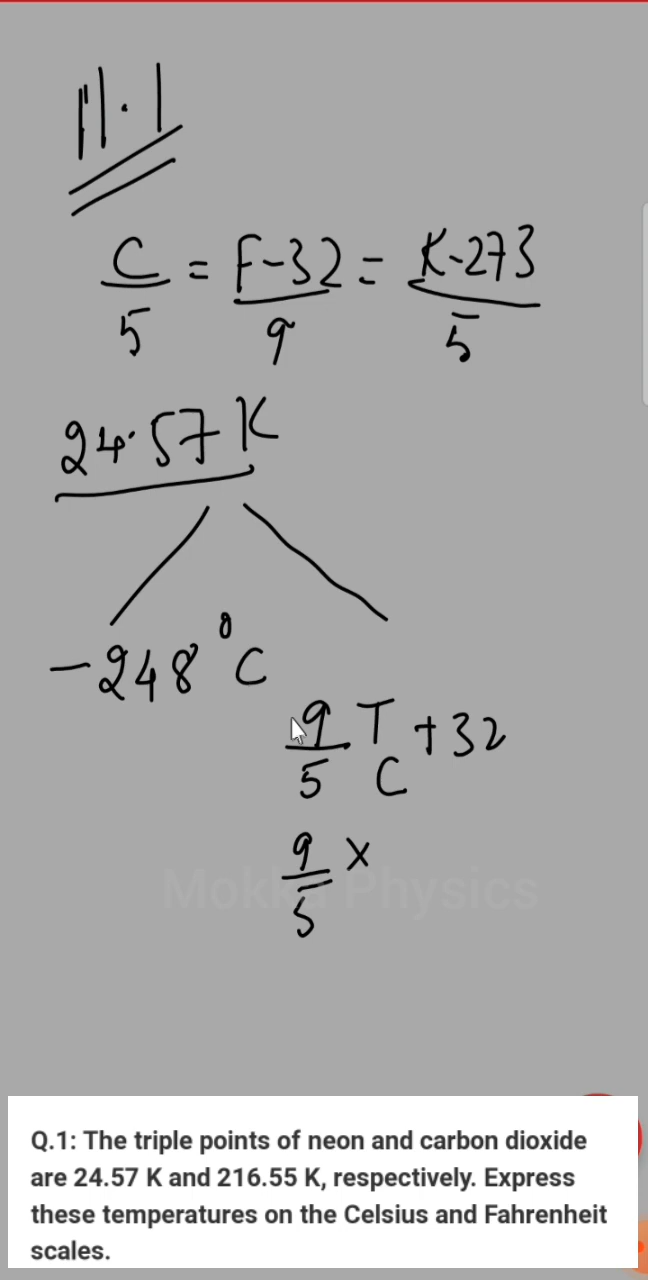 11.1
C/5 = F-32/9 = K-273/5
24.57 K
-248 °C
9/5 T C +32
9/5 ×
Mokka Physics
Q.1: The triple points of neon and carbon dioxide
are 24.57 K and 216.55 K, respectively. Express
these temperatures on the Celsius and Fahrenheit
scales.